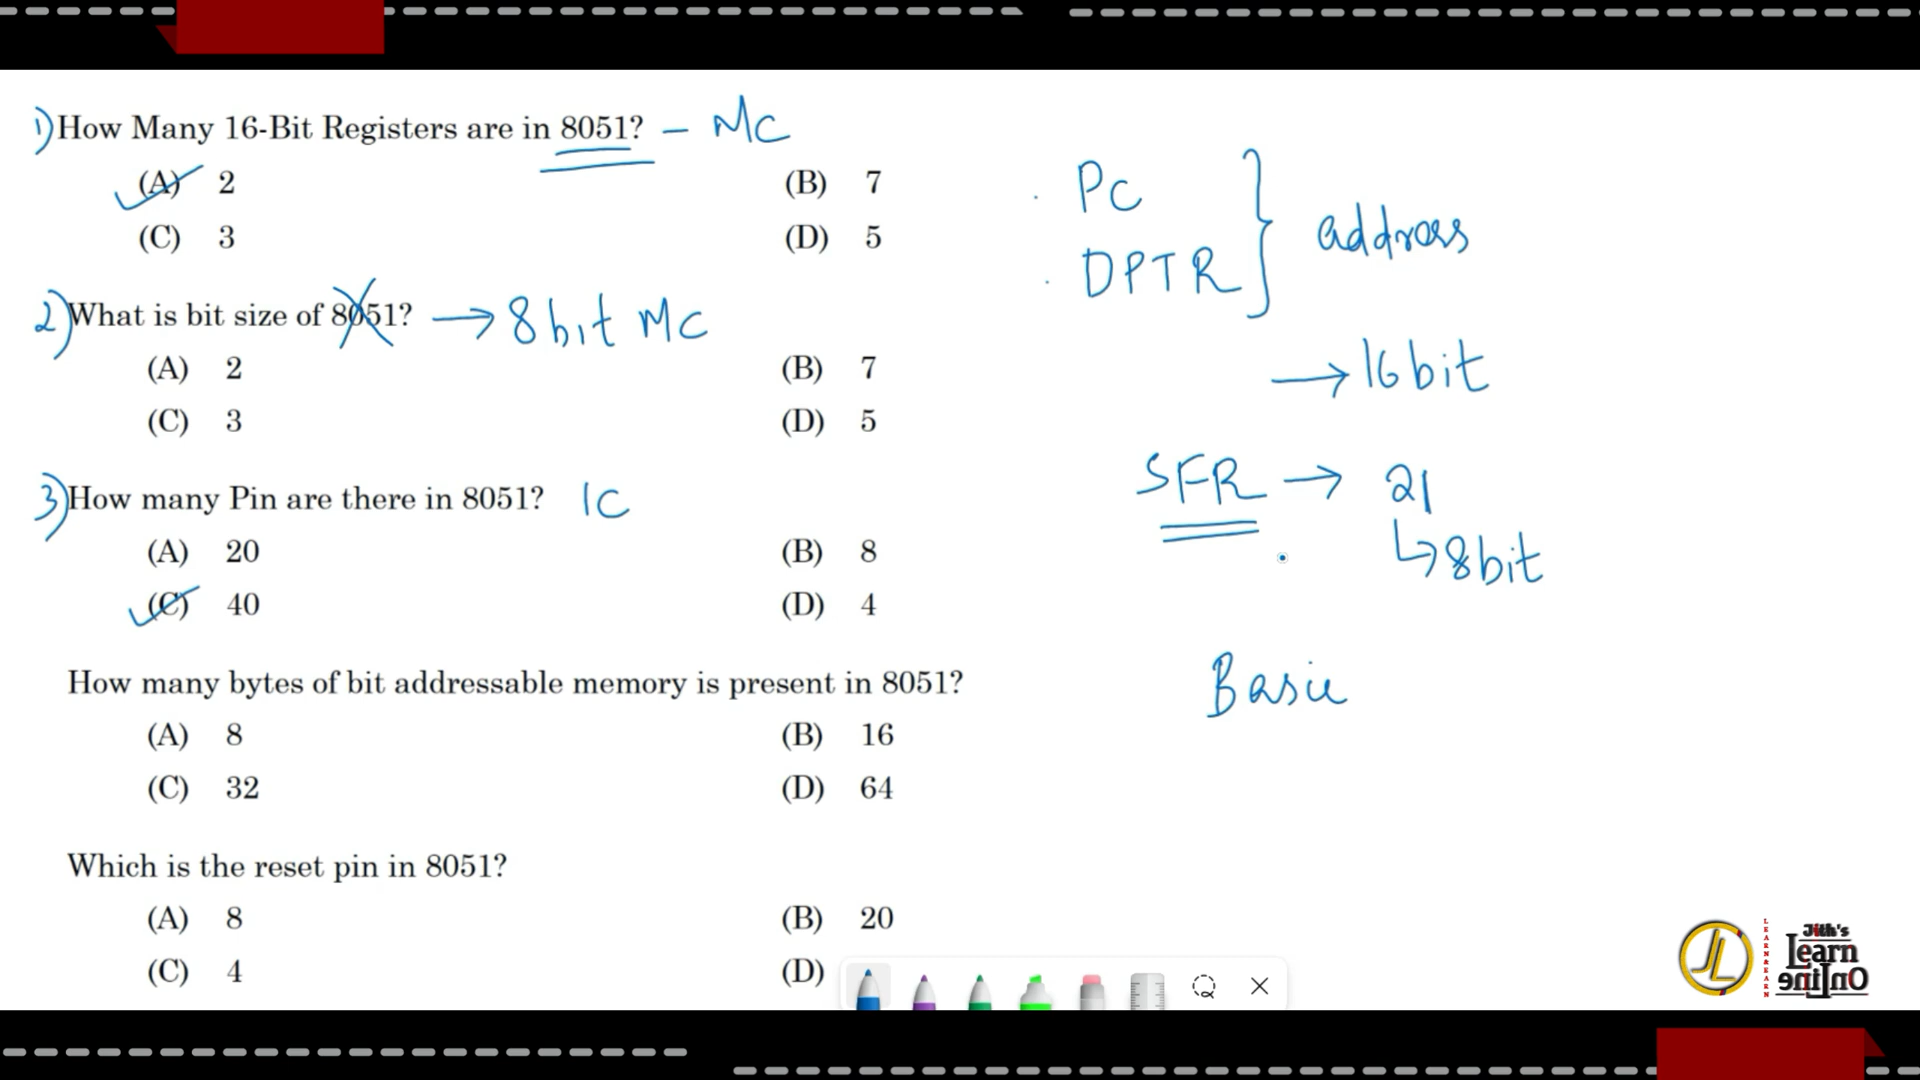 1) How Many 16-Bit Registers are in 8051? – MC
(A) 2 (B) 7
(C) 3 (D) 5
2) What is bit size of 8051? → 8bit MC
(A) 2 (B) 7
(C) 3 (D) 5
3) How many Pin are there in 8051? IC
(A) 20 (B) 8
(C) 40 (D) 4
How many bytes of bit addressable memory is present in 8051?
(A) 8 (B) 16
(C) 32 (D) 64
Which is the reset pin in 8051?
(A) 8 (B) 20
(C) 4 (D)
PC
DPTR
address
→ 16bit
SFR → 21
↳ 8bit
Basic
JL
LEARN&EARN
Jith's
Learn
OnLine